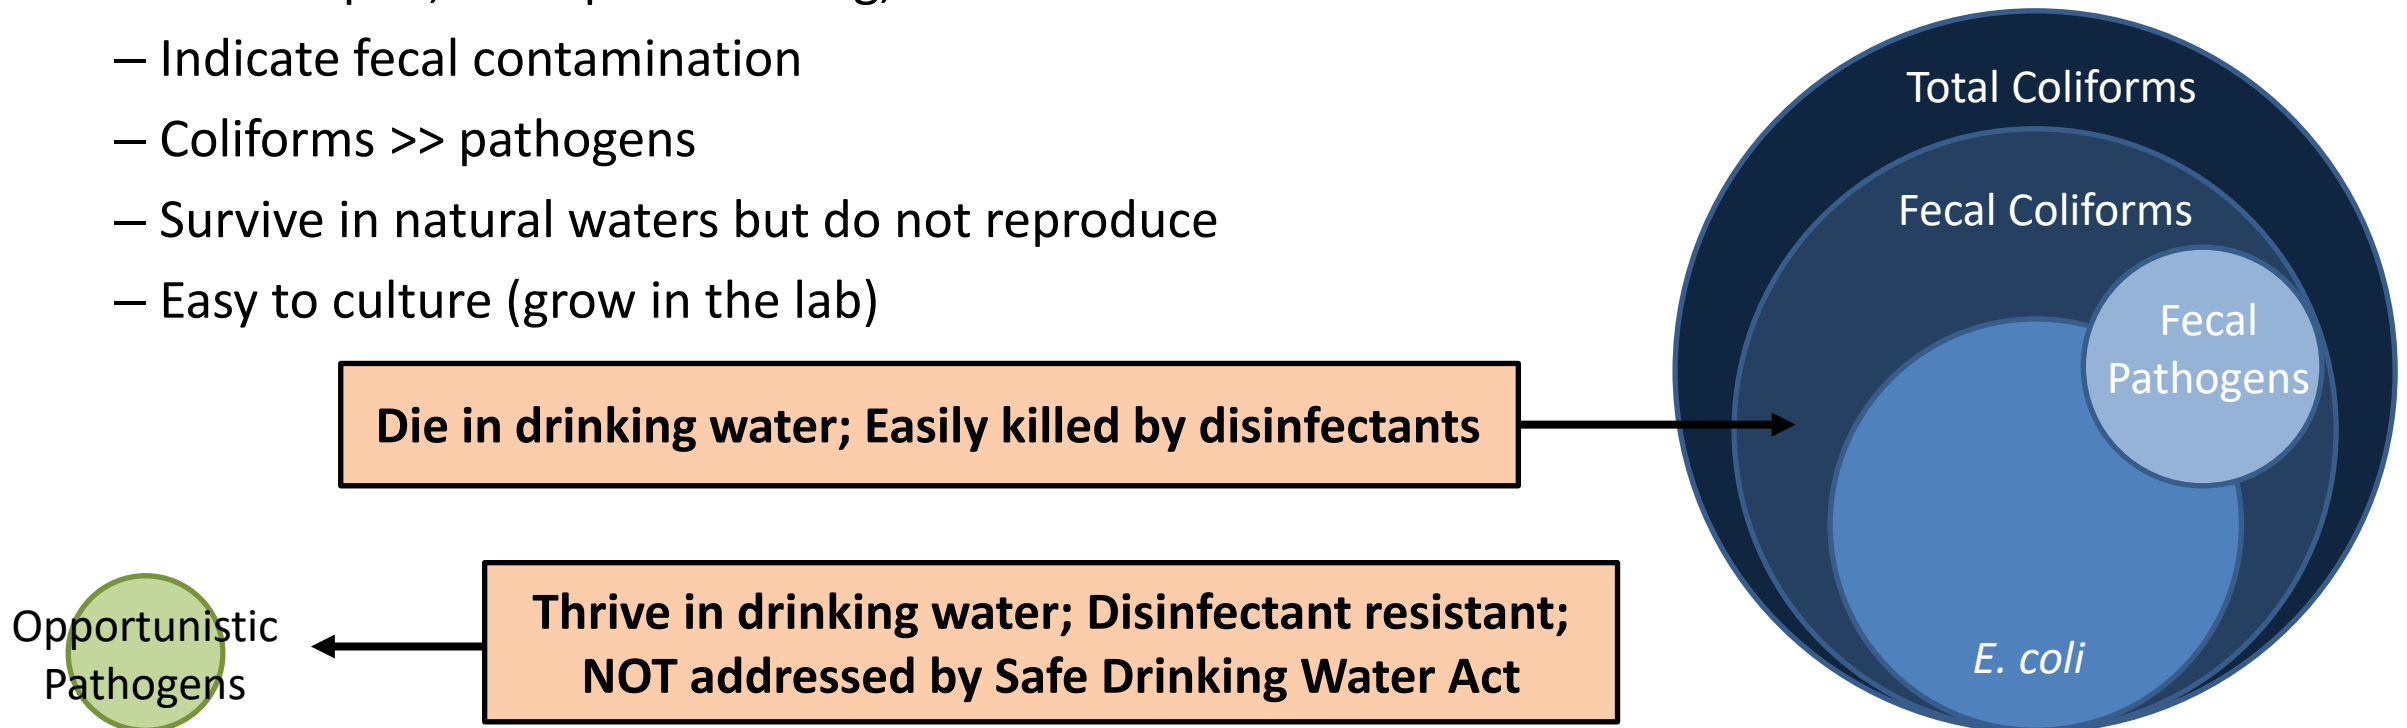 – Indicate fecal contamination
– Coliforms >> pathogens
– Survive in natural waters but do not reproduce
– Easy to culture (grow in the lab)
Total Coliforms
Fecal Coliforms
Fecal
Pathogens
E. coli
Die in drinking water; Easily killed by disinfectants
Thrive in drinking water; Disinfectant resistant;
NOT addressed by Safe Drinking Water Act
Opportunistic
Pathogens